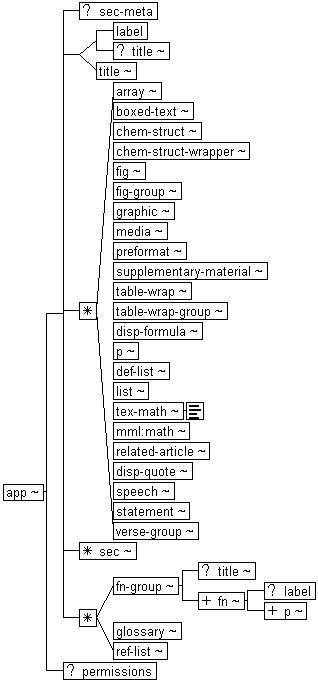 ? sec-meta
label
? title ~
title ~
array ~
boxed-text ~
chem-struct ~
chem-struct-wrapper ~
fig ~
fig-group ~
graphic ~
media ~
preformat ~
supplementary-material ~
table-wrap ~
* table-wrap-group ~
disp-formula ~
p ~
def-list ~
list ~
tex-math ~
mml:math ~
related-article ~
disp-quote ~
app ~ speech ~
statement ~
verse-group ~
* sec ~
? title ~
fn-group ~
? label
+ fn ~
+ p ~
* glossary ~
ref-list ~
? permissions